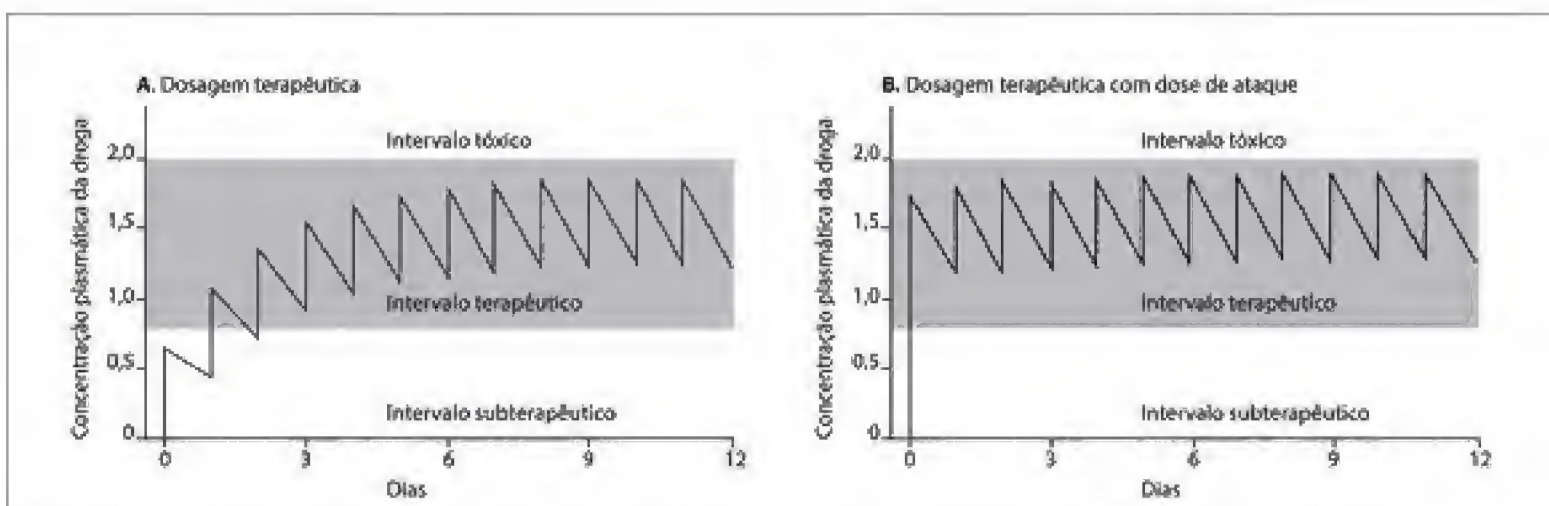 A. Dosagem terapêutica
Concentração plasmática da droga
2,0
1,5
1,0
0,5
0
Intervalo tóxico
Intervalo terapêutico
Intervalo subterapêutico
0 3 6 9 12
Dias
B. Dosagem terapêutica com dose de ataque
Concentração plasmática da droga
2,0
1,5
1,0
0,5
0
Intervalo tóxico
Intervalo terapêutico
Intervalo subterapêutico
0 3 6 9 12
Dias